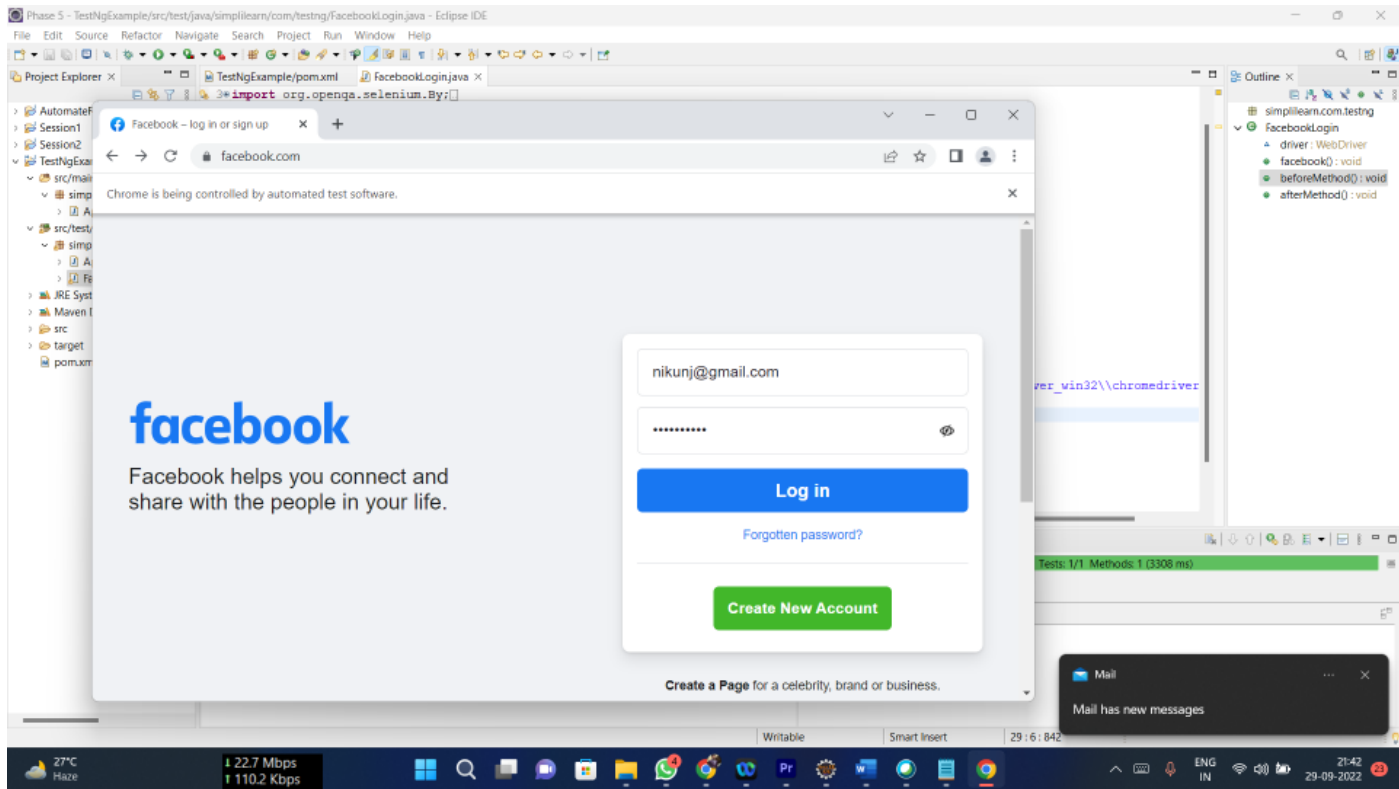 Phase 5 - TestNgExample/src/test/java/simplilearn/com/testng/FacebookLogin.java - Eclipse IDE
File Edit Source Refactor Navigate Search Project Run Window Help
Project Explorer
TestNgExample/pom.xml
FacebookLogin.java
Outline
3 import org.openqa.selenium.By;
AutomateF
Session1
Session2
TestNgExa
src/main
simp
A
src/test/
simp
A
Fa
JRE Syst
Maven D
src
target
pom.xm
Facebook – log in or sign up
facebook.com
Chrome is being controlled by automated test software.
facebook
Facebook helps you connect and
share with the people in your life.
nikunj@gmail.com
••••••••••
Log in
Forgotten password?
Create New Account
Create a Page for a celebrity, brand or business.
simplilearn.com.testng
FacebookLogin
driver : WebDriver
facebook() : void
beforeMethod() : void
afterMethod() : void
ver_win32\\chromedriver
Tests: 1/1 Methods: 1 (3308 ms)
Mail
Mail has new messages
Writable
Smart Insert
29 : 6 : 842
27°C
Haze
↓ 22.7 Mbps
↑ 110.2 Kbps
4
Pr
W
ENG
IN
21:42
29-09-2022
23